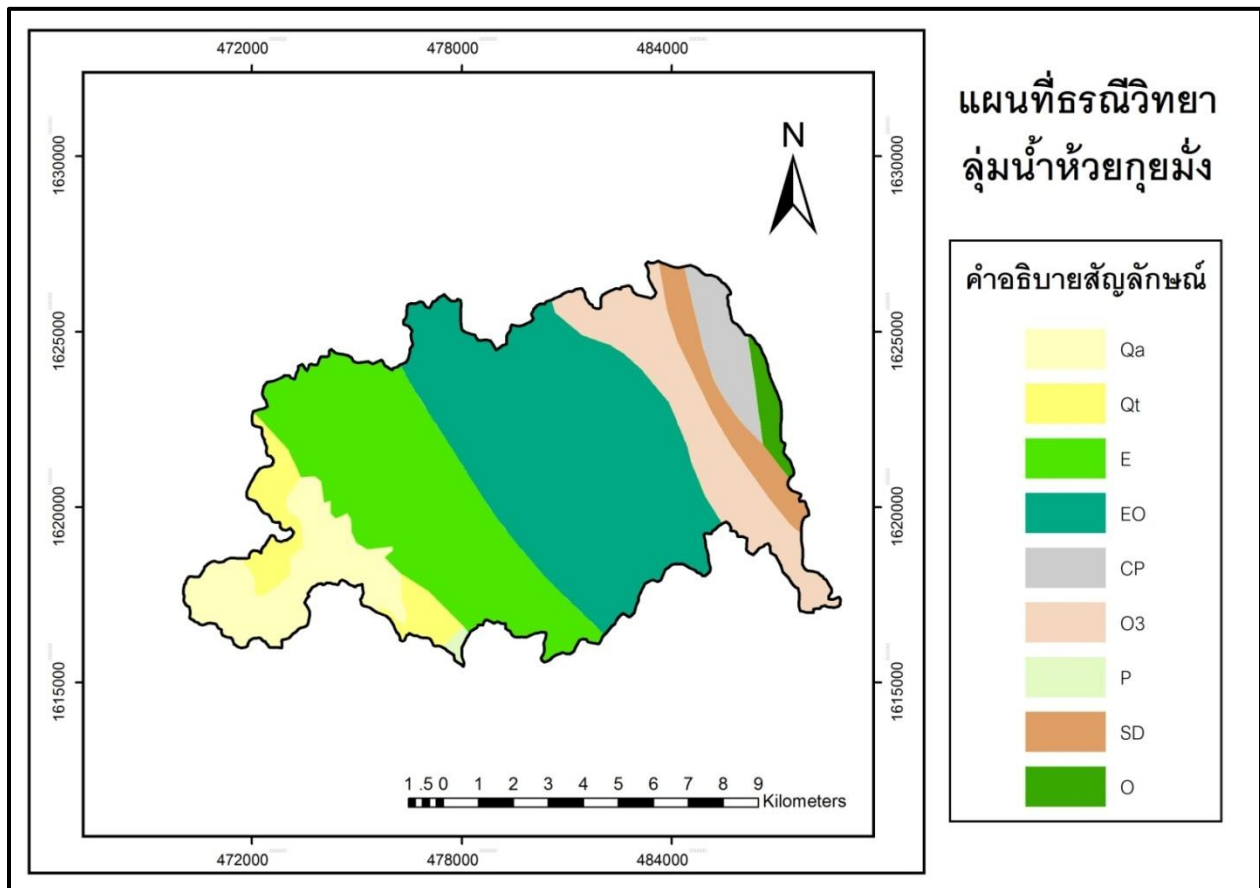 แผนที่ธรณีวิทยา
ลุ่มน้ำห้วยกุยมั่ง
คำอธิบายสัญลักษณ์
Qa
Qt
E
EO
CP
O3
P
SD
O
472000 478000 484000
1630000 1630000
N
1625000 1625000
1620000 1620000
1615000 1615000
1 .5 0 1 2 3 4 5 6 7 8 9
Kilometers
472000 478000 484000